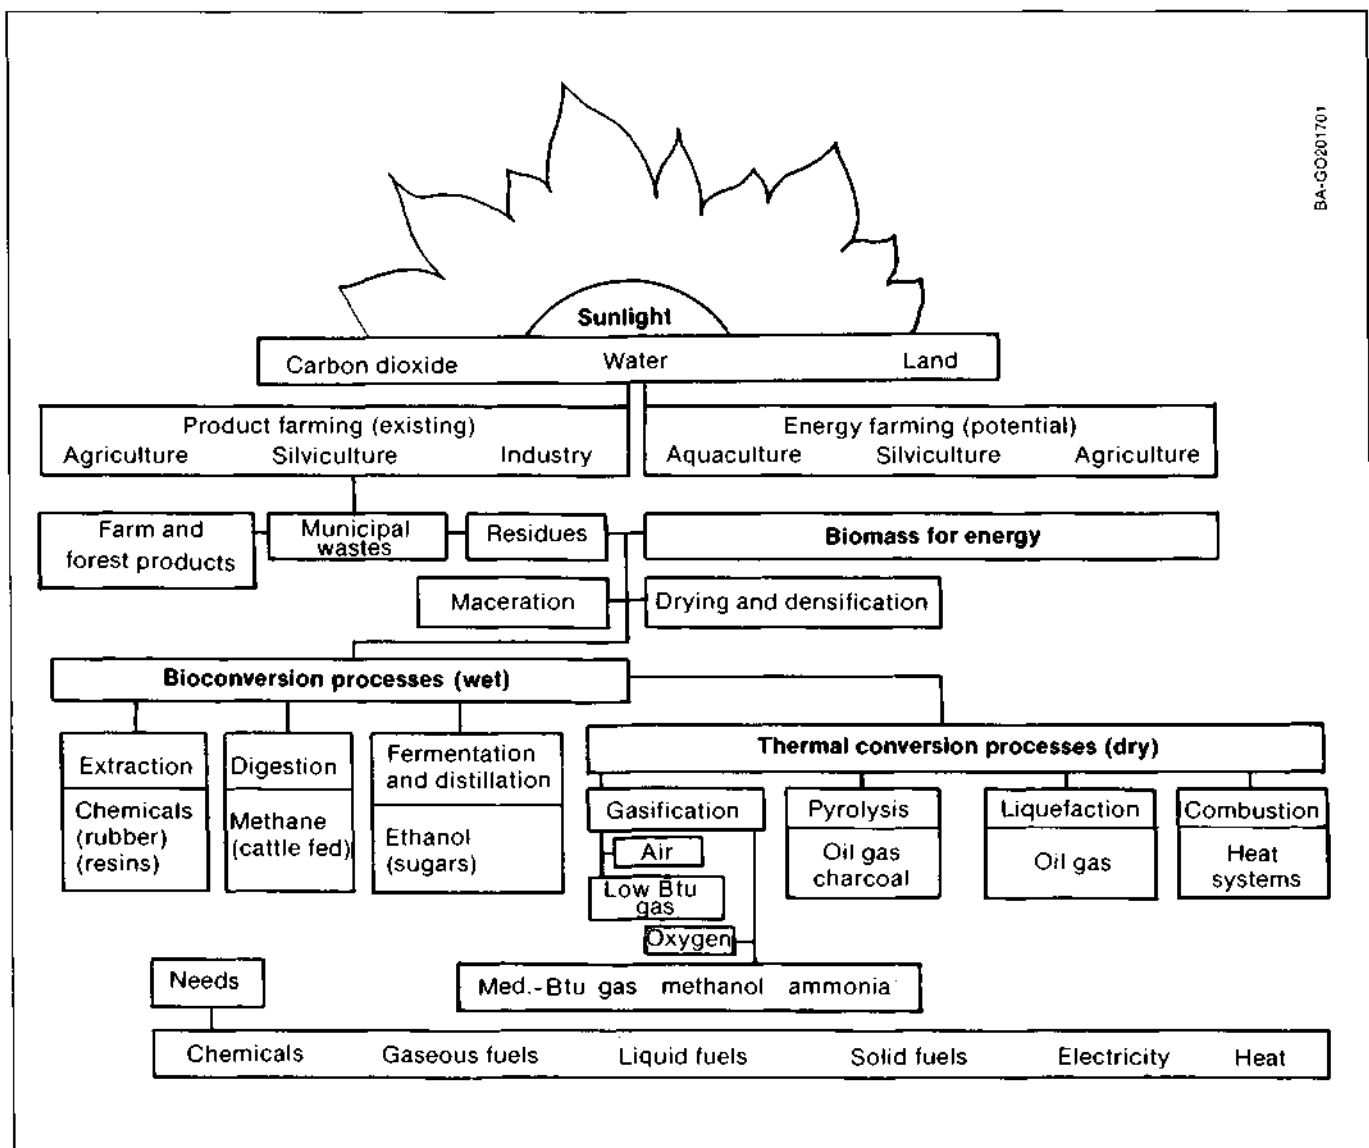 BA-GO201701
Sunlight
Carbon dioxide Water Land
Product farming (existing)
Agriculture Silviculture Industry
Energy farming (potential)
Aquaculture Silviculture Agriculture
Farm and
forest products
Municipal
wastes
Residues
Biomass for energy
Maceration
Drying and densification
Bioconversion processes (wet)
Extraction
Chemicals
(rubber)
(resins)
Digestion
Methane
(cattle fed)
Fermentation
and distillation
Ethanol
(sugars)
Thermal conversion processes (dry)
Gasification
Air
Low Btu
gas
Oxygen
Med.-Btu gas methanol ammonia
Pyrolysis
Oil gas
charcoal
Liquefaction
Oil gas
Combustion
Heat
systems
Needs
Chemicals Gaseous fuels Liquid fuels Solid fuels Electricity Heat